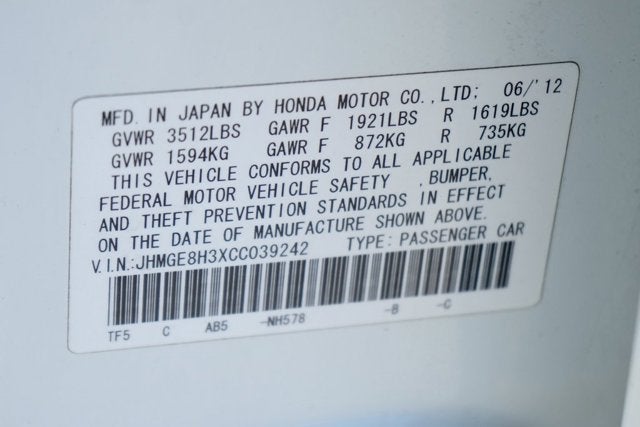 MFD. IN JAPAN BY HONDA MOTOR CO.,LTD: 06/'12
GVWR 3512LBS GAWR F 1921LBS R 1619LBS
GVWR 1594KG GAWR F 872KG R 735KG
THIS VEHICLE CONFORMS TO ALL APPLICABLE
FEDERAL MOTOR VEHICLE SAFETY ,BUMPER,
AND THEFT PREVENTION STANDARDS IN EFFECT
ON THE DATE OF MANUFACTURE SHOWN ABOVE.
V.I.N.:JHMGE8H3XCC039242 TYPE: PASSENGER CAR
TF5 C AB5 -NH578 -B -C